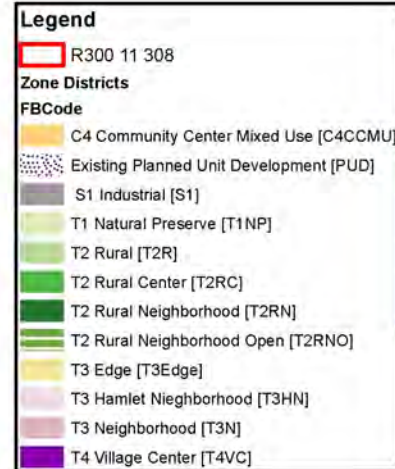 Legend
R300 11 308
Zone Districts
FBCode
C4 Community Center Mixed Use [C4CCMU]
Existing Planned Unit Development [PUD]
S1 Industrial [S1]
T1 Natural Preserve [T1NP]
T2 Rural [T2R]
T2 Rural Center [T2RC]
T2 Rural Neighborhood [T2RN]
T2 Rural Neighborhood Open [T2RNO]
T3 Edge [T3Edge]
T3 Hamlet Nieghborhood [T3HN]
T3 Neighborhood [T3N]
T4 Village Center [T4VC]